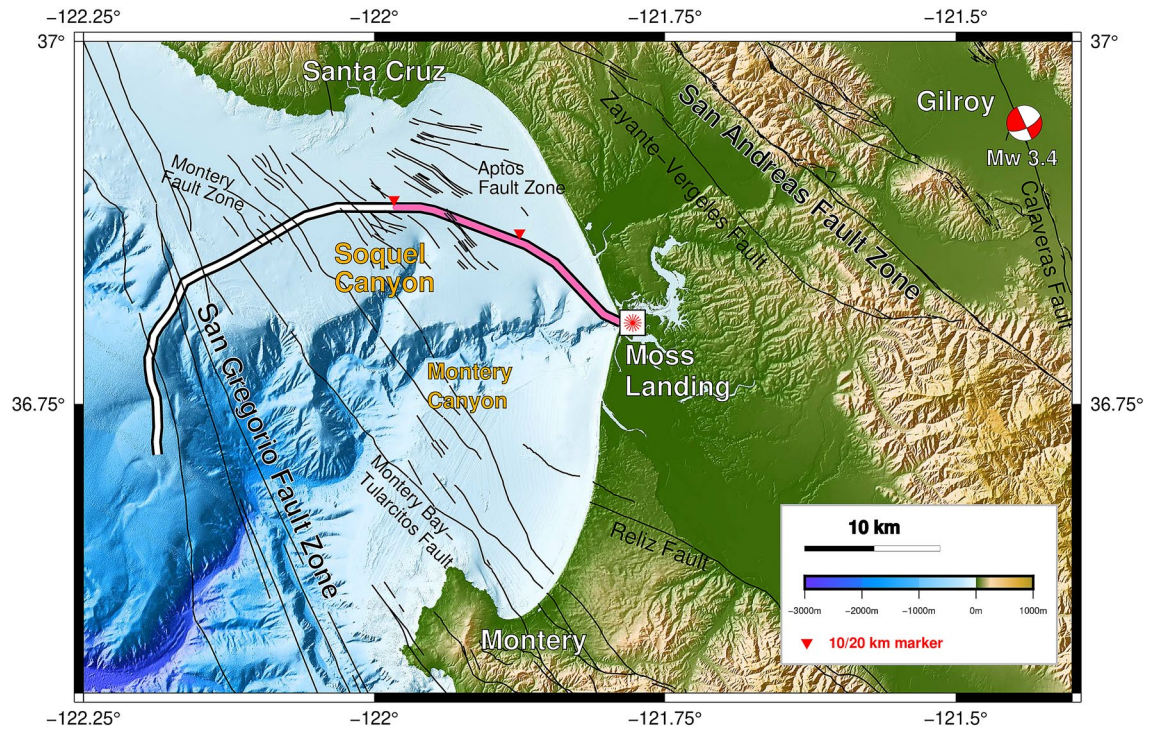 −122.25° −122° −121.75° −121.5°
37° 37°
Santa Cruz
Gilroy
Mw 3.4
San Andreas Fault Zone
Zayante−Vergeles Fault
Calaveras Fault
Montery
Fault Zone
Aptos
Fault Zone
Soquel
Canyon
San Gregorio Fault Zone
Moss
Landing
Montery
Canyon
36.75° 36.75°
Montery Bay−
Tularcitos Fault
Reliz Fault
Montery
10 km
−3000m −2000m −1000m 0m 1000m
10/20 km marker
−122.25° −122° −121.75° −121.5°